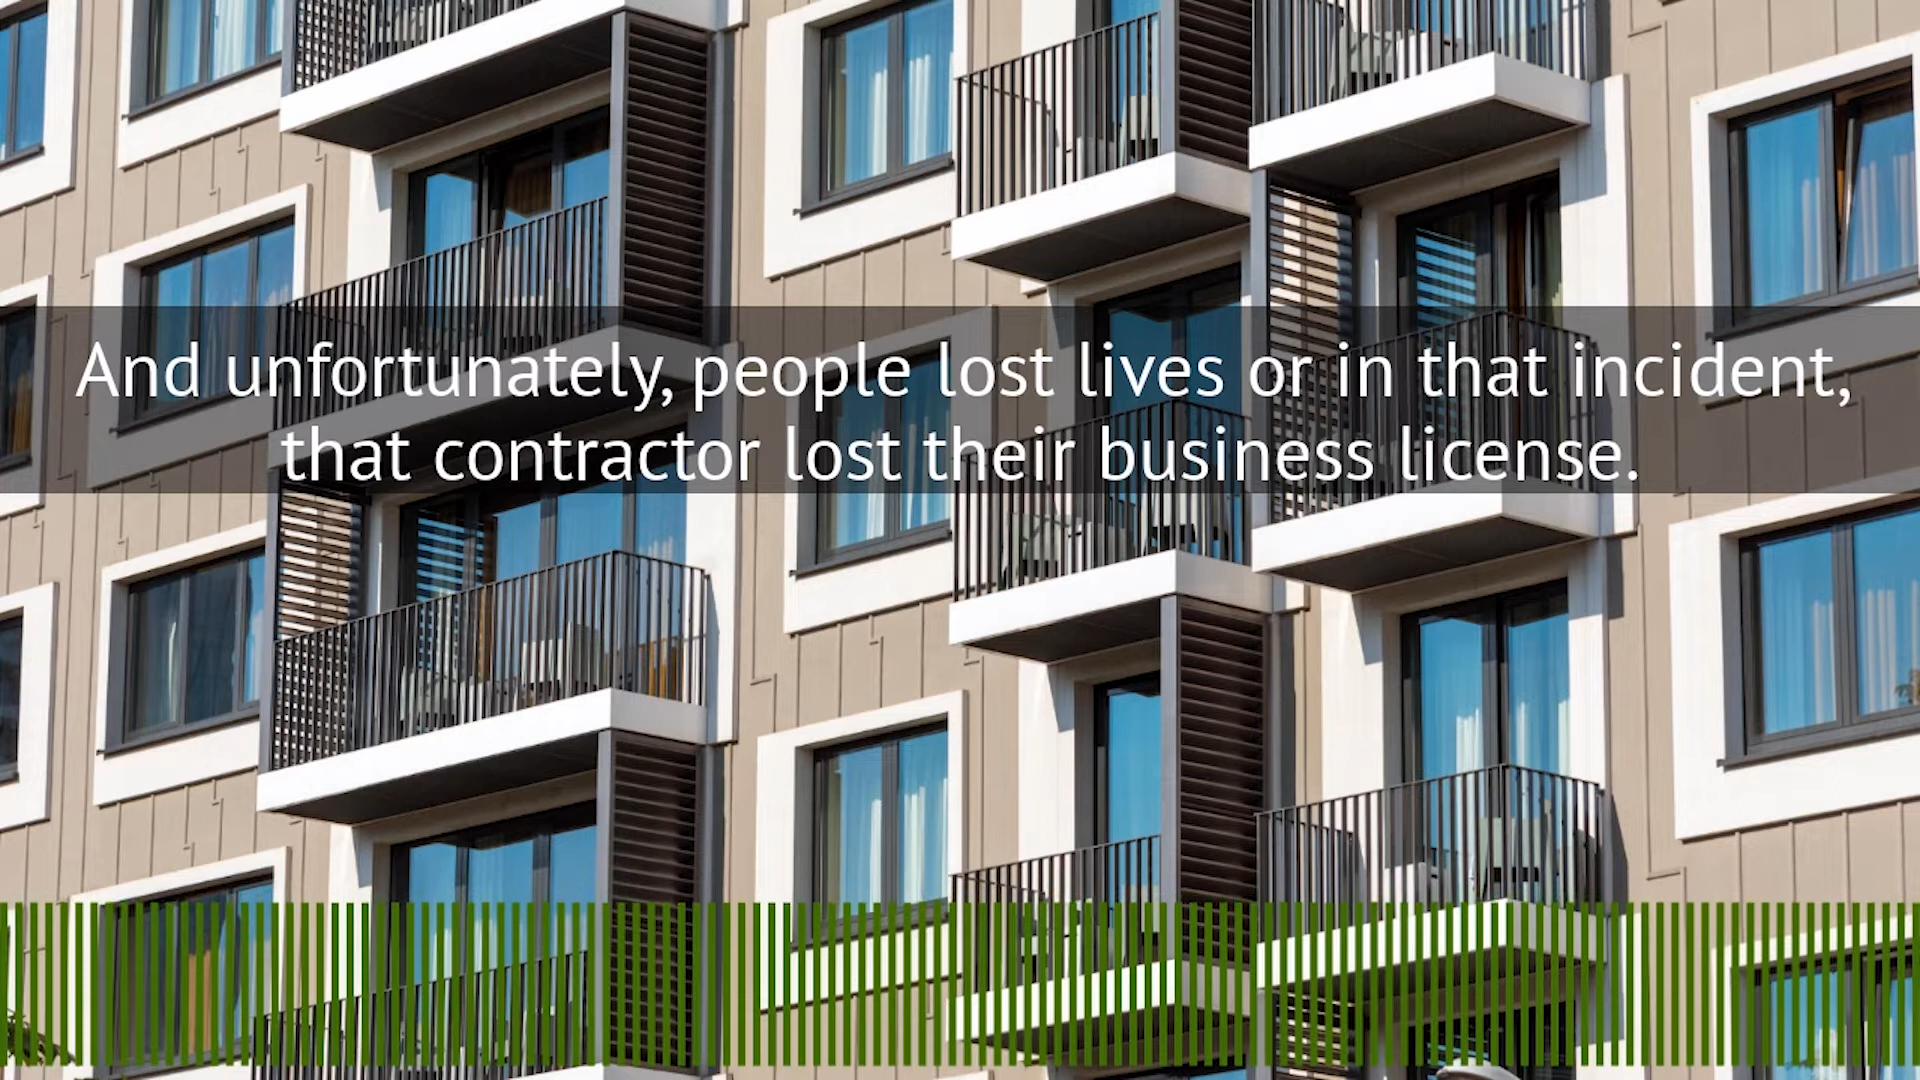 And unfortunately, people lost lives or in that incident,
that contractor lost their business license.